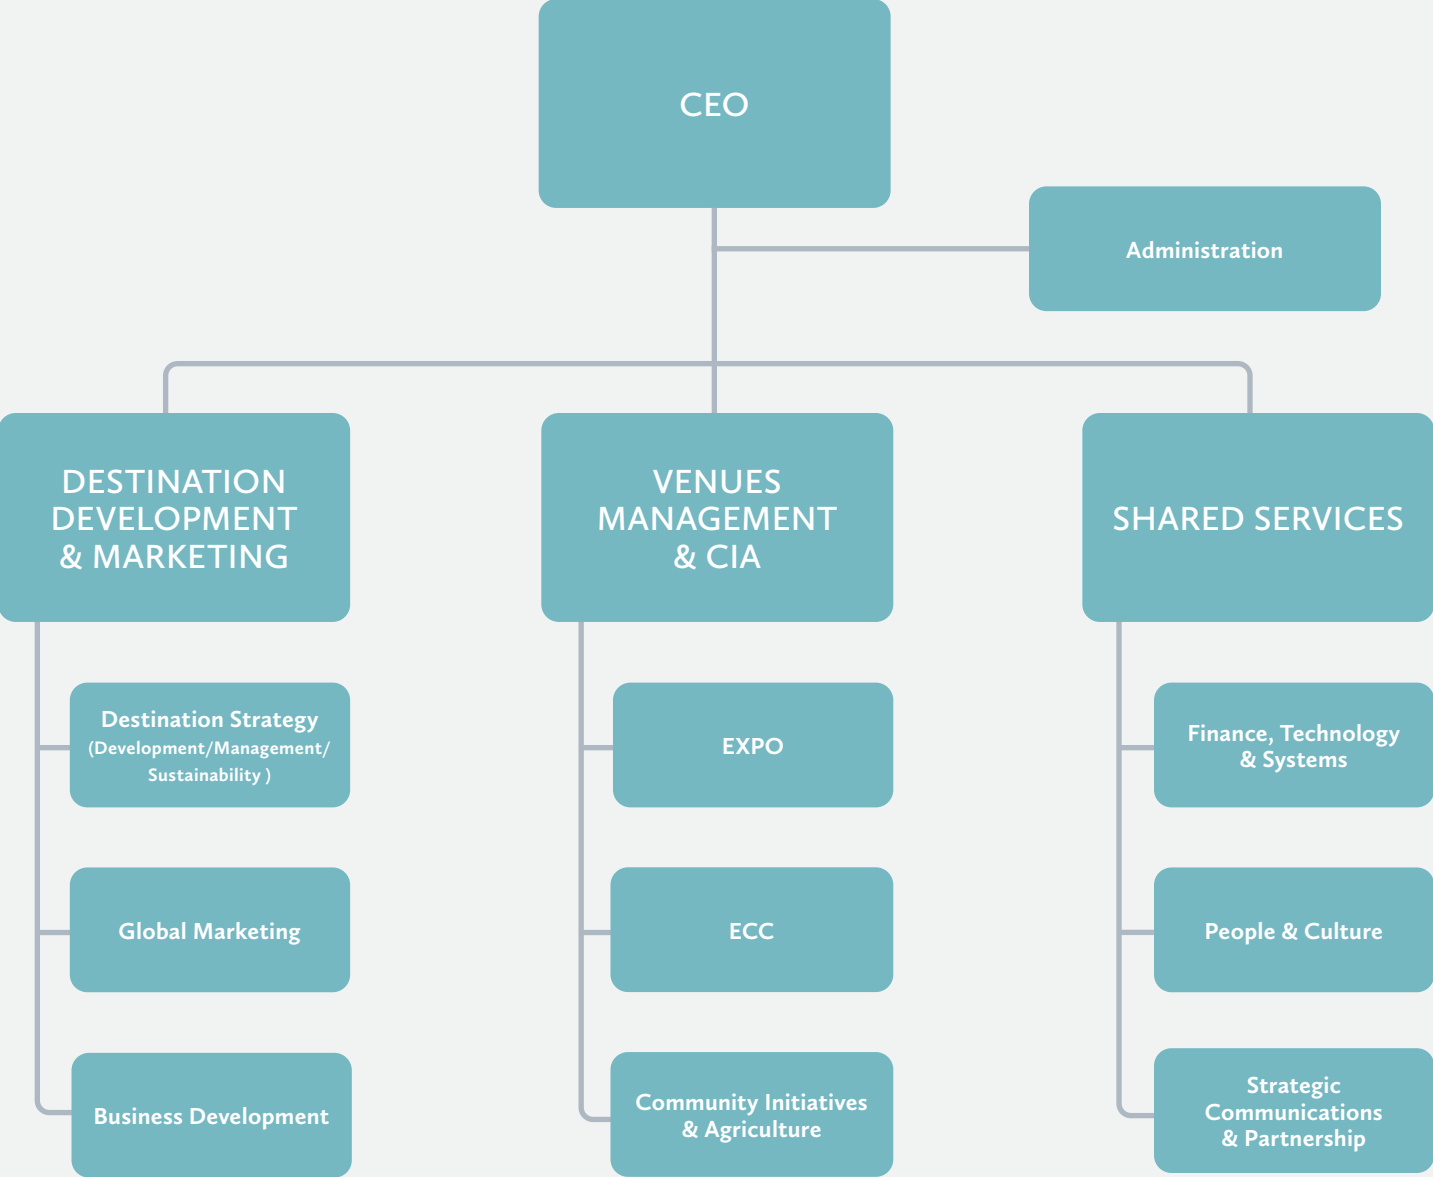 CEO
Administration
DESTINATION
DEVELOPMENT
& MARKETING
VENUES
MANAGEMENT
& CIA
SHARED SERVICES
Destination Strategy
(Development/Management/
Sustainability )
EXPO
Finance, Technology
& Systems
Global Marketing
ECC
People & Culture
Business Development
Community Initiatives
& Agriculture
Strategic
Communications
& Partnership